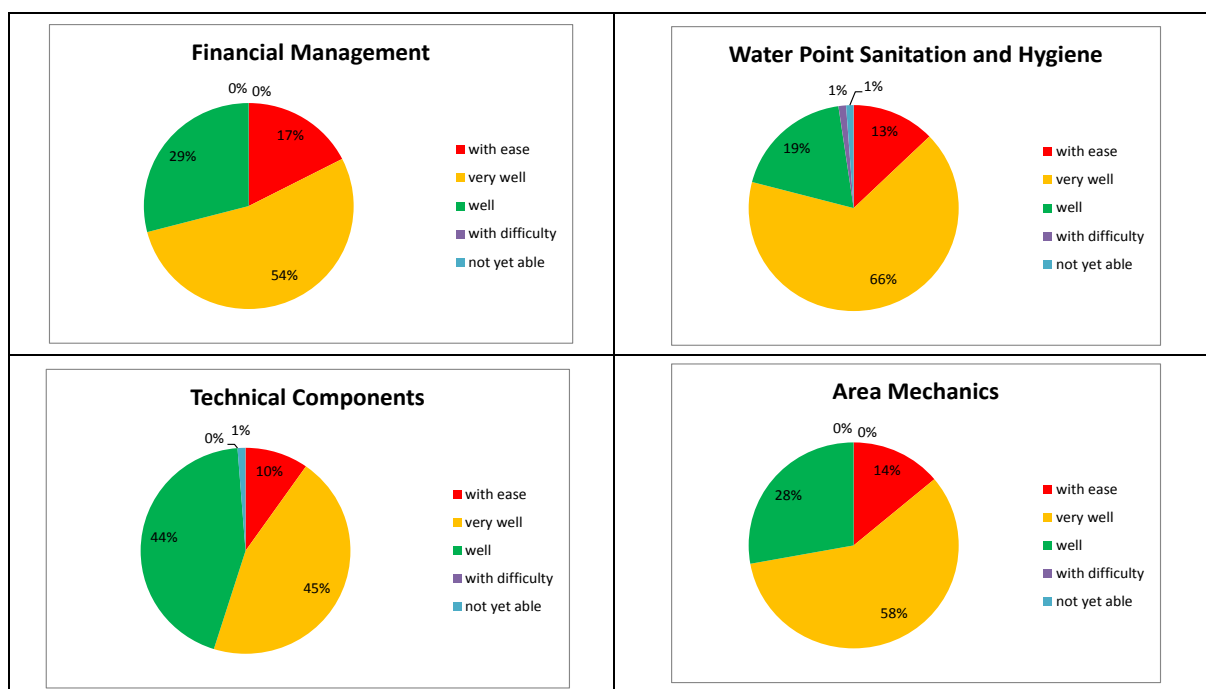 Financial Management
0% 0%
17%
29%
54%
with ease
very well
well
with difficulty
not yet able
Water Point Sanitation and Hygiene
1% 1%
13%
19%
66%
with ease
very well
well
with difficulty
not yet able
Technical Components
0% 1%
10%
44%
45%
with ease
very well
well
with difficulty
not yet able
Area Mechanics
0% 0%
14%
28%
58%
with ease
very well
well
with difficulty
not yet able